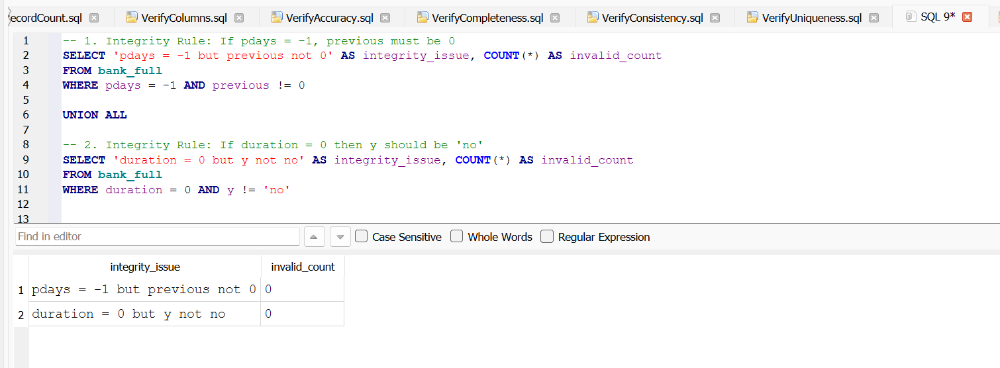 ecordCount.sql VerifyColumns.sql VerifyAccuracy.sql VerifyCompleteness.sql VerifyConsistency.sql VerifyUniqueness.sql SQL 9*
1 -- 1. Integrity Rule: If pdays = -1, previous must be 0
2 SELECT 'pdays = -1 but previous not 0' AS integrity_issue, COUNT(*) AS invalid_count
3 FROM bank_full
4 WHERE pdays = -1 AND previous != 0
5
6 UNION ALL
7
8 -- 2. Integrity Rule: If duration = 0 then y should be 'no'
9 SELECT 'duration = 0 but y not no' AS integrity_issue, COUNT(*) AS invalid_count
10 FROM bank_full
11 WHERE duration = 0 AND y != 'no'
12
13
Find in editor Case Sensitive Whole Words Regular Expression
integrity_issue invalid_count
1 pdays = -1 but previous not 0 0
2 duration = 0 but y not no 0